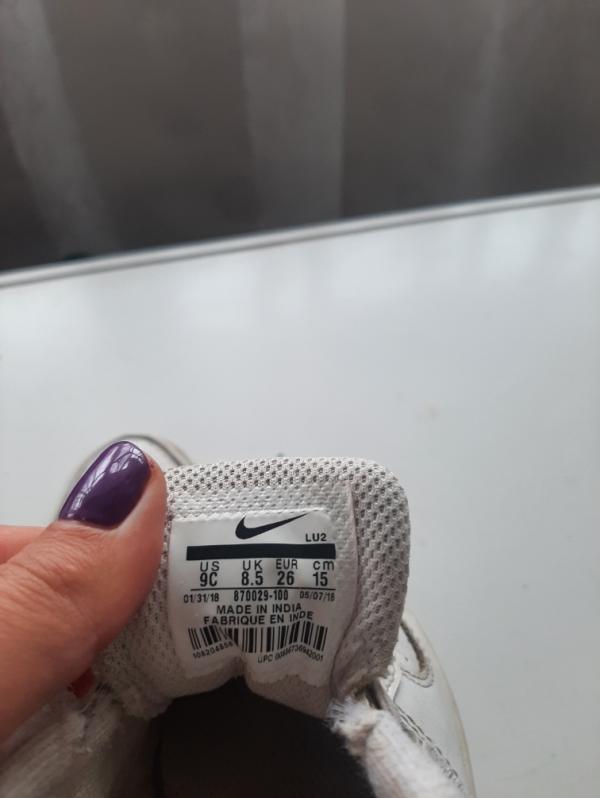 LU2
US UK EUR cm
9C 8.5 26 15
01/31/18 870029-100 05/07/18
MADE IN INDIA
FABRIQUE EN INDE
UPC